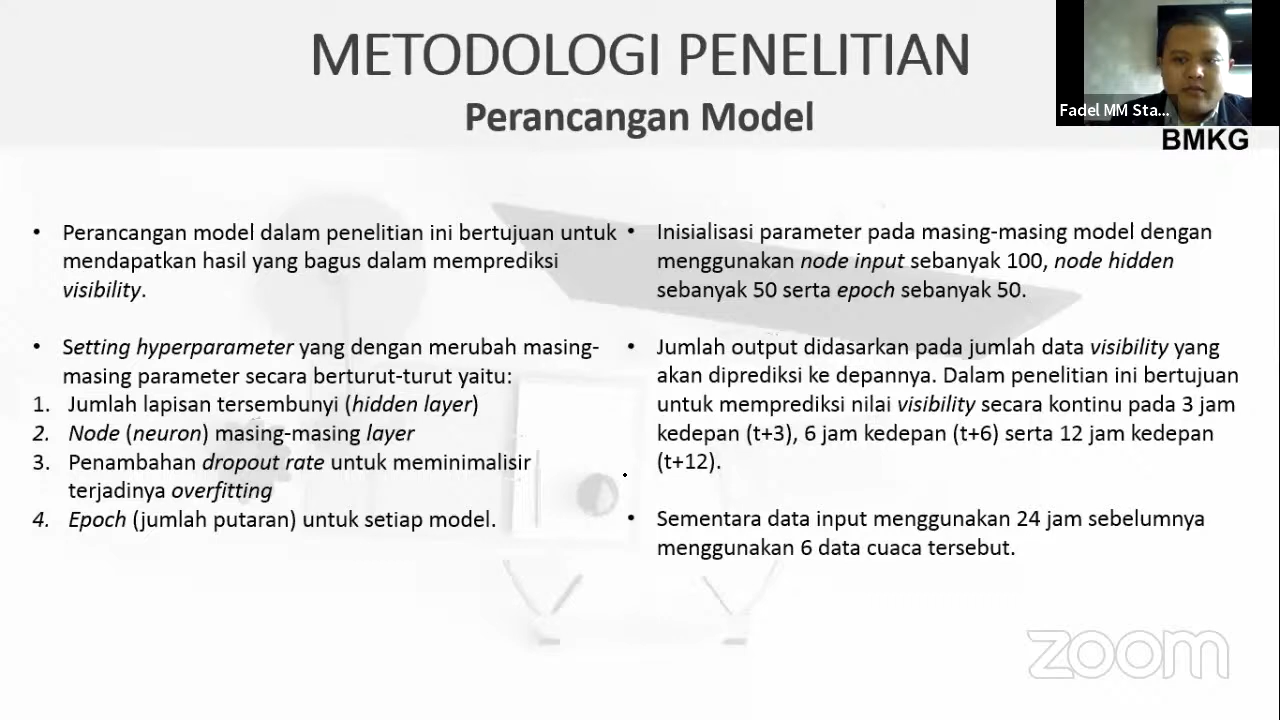 METODOLOGI PENELITIAN
Perancangan Model
Fadel MM Sta...
BMKG
• Perancangan model dalam penelitian ini bertujuan untuk
mendapatkan hasil yang bagus dalam memprediksi
visibility.
• Setting hyperparameter yang dengan merubah masing-
masing parameter secara berturut-turut yaitu:
1. Jumlah lapisan tersembunyi (hidden layer)
2. Node (neuron) masing-masing layer
3. Penambahan dropout rate untuk meminimalisir
terjadinya overfitting
4. Epoch (jumlah putaran) untuk setiap model.
• Inisialisasi parameter pada masing-masing model dengan
menggunakan node input sebanyak 100, node hidden
sebanyak 50 serta epoch sebanyak 50.
• Jumlah output didasarkan pada jumlah data visibility yang
akan diprediksi ke depannya. Dalam penelitian ini bertujuan
untuk memprediksi nilai visibility secara kontinu pada 3 jam
kedepan (t+3), 6 jam kedepan (t+6) serta 12 jam kedepan
(t+12).
• Sementara data input menggunakan 24 jam sebelumnya
menggunakan 6 data cuaca tersebut.
zoom